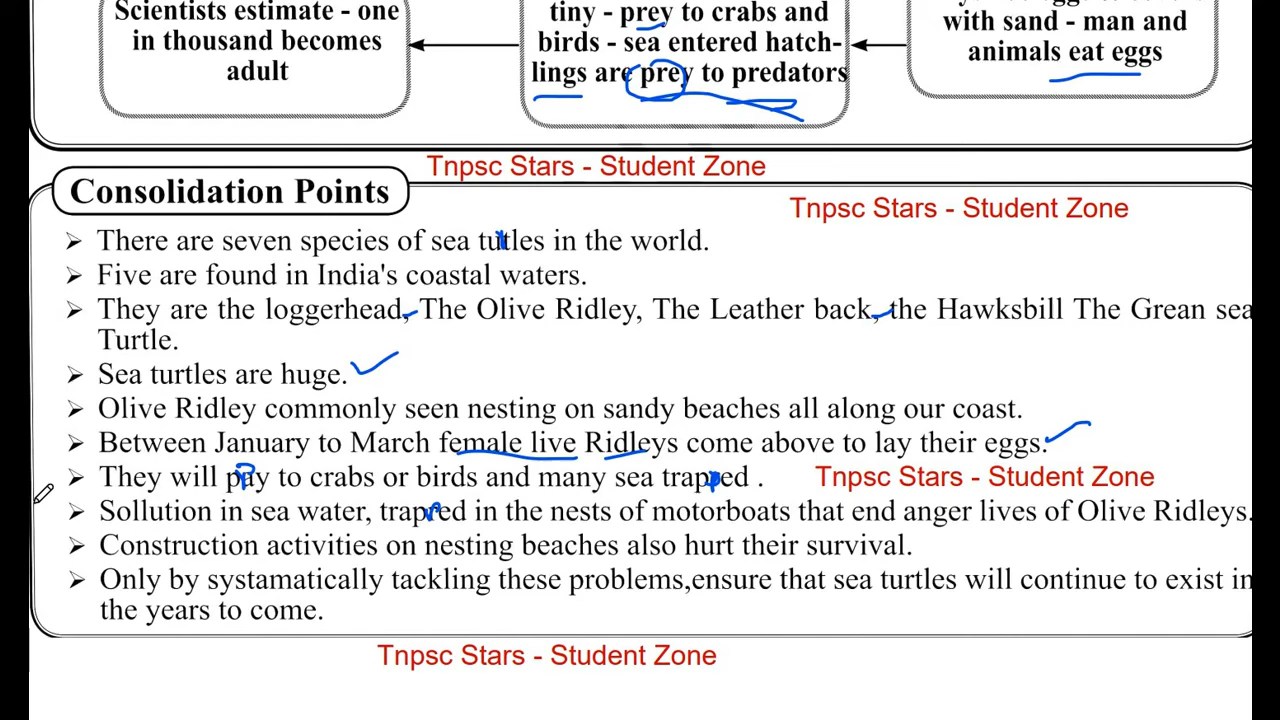 Scientists estimate - one
in thousand becomes
adult
tiny - prey to crabs and
birds - sea entered hatch-
lings are prey to predators
with sand - man and
animals eat eggs
Tnpsc Stars - Student Zone
Consolidation Points
Tnpsc Stars - Student Zone
➢ There are seven species of sea tutles in the world.
➢ Five are found in India's coastal waters.
➢ They are the loggerhead, The Olive Ridley, The Leather back, the Hawksbill The Grean sea
Turtle.
➢ Sea turtles are huge.
➢ Olive Ridley commonly seen nesting on sandy beaches all along our coast.
➢ Between January to March female live Ridleys come above to lay their eggs.
➢ They will pay to crabs or birds and many sea trapped .
Tnpsc Stars - Student Zone
➢ Sollution in sea water, traped in the nests of motorboats that end anger lives of Olive Ridleys.
➢ Construction activities on nesting beaches also hurt their survival.
➢ Only by systamatically tackling these problems,ensure that sea turtles will continue to exist in
the years to come.
Tnpsc Stars - Student Zone